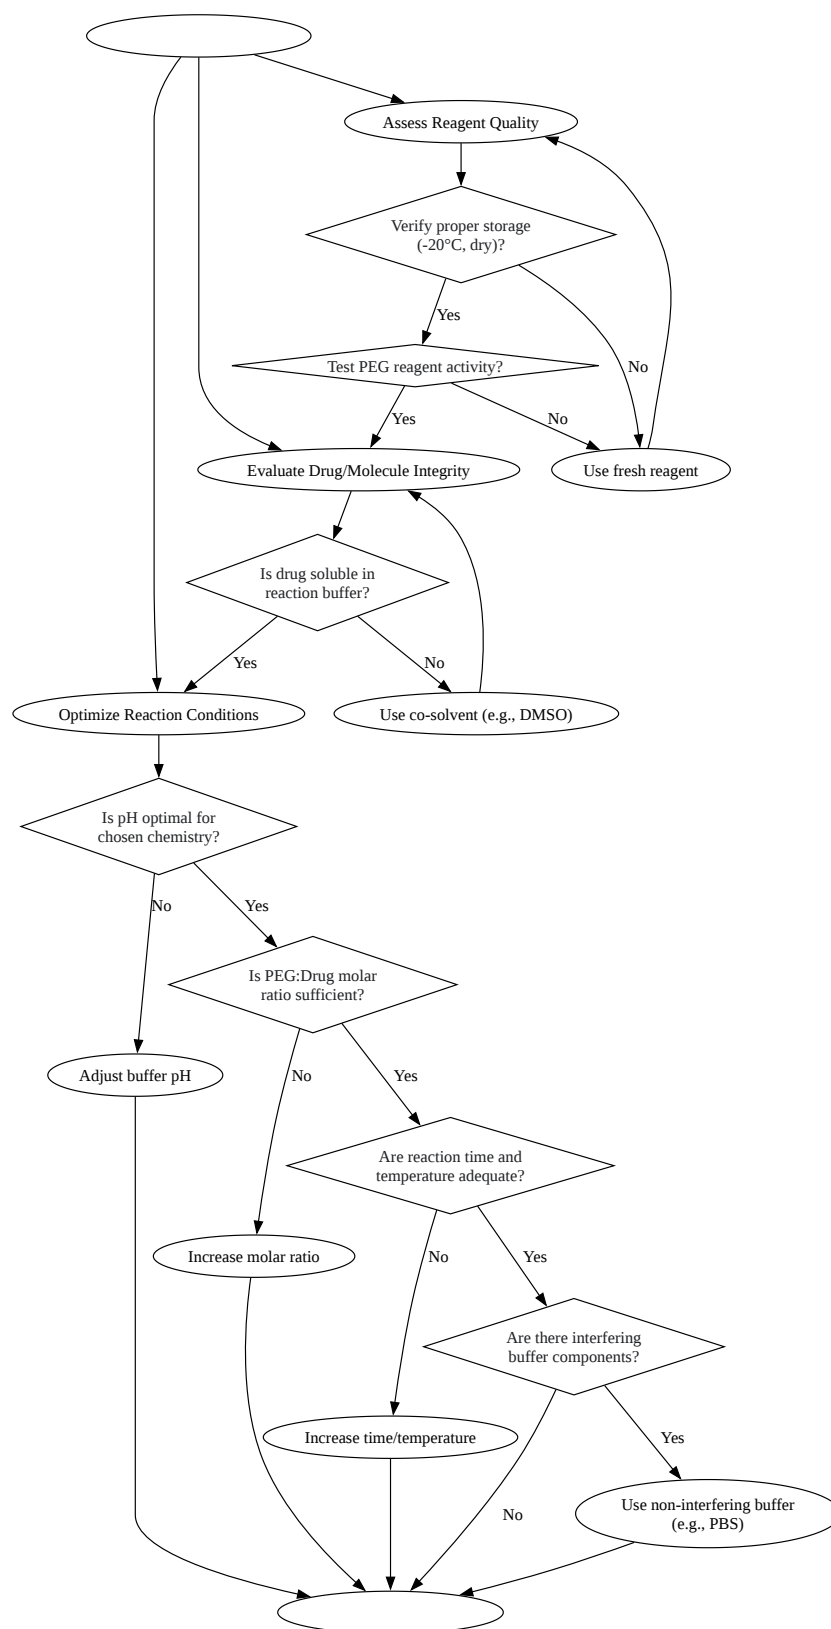 Assess Reagent Quality
Verify proper storage
(-20°C, dry)?
Yes
No
Test PEG reagent activity?
Yes
No
Evaluate Drug/Molecule Integrity
Use fresh reagent
Is drug soluble in
reaction buffer?
Yes
No
Optimize Reaction Conditions
Use co-solvent (e.g., DMSO)
Is pH optimal for
chosen chemistry?
No
Yes
Is PEG:Drug molar
ratio sufficient?
Adjust buffer pH
No
Yes
Are reaction time and
temperature adequate?
Increase molar ratio
No
Yes
Are there interfering
buffer components?
Increase time/temperature
Yes
Use non-interfering buffer
(e.g., PBS)
No